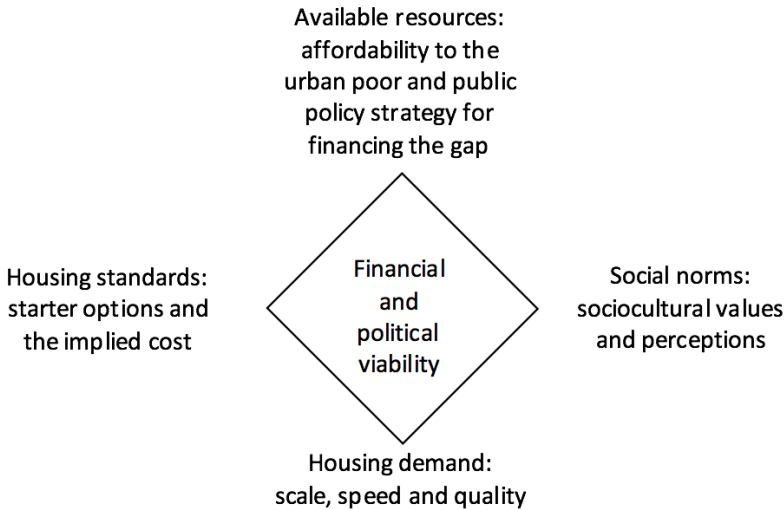 Available resources:
affordability to the
urban poor and public
policy strategy for
financing the gap
Housing standards:
starter options and
the implied cost
Financial
and
political
viability
Social norms:
sociocultural values
and perceptions
Housing demand:
scale, speed and quality